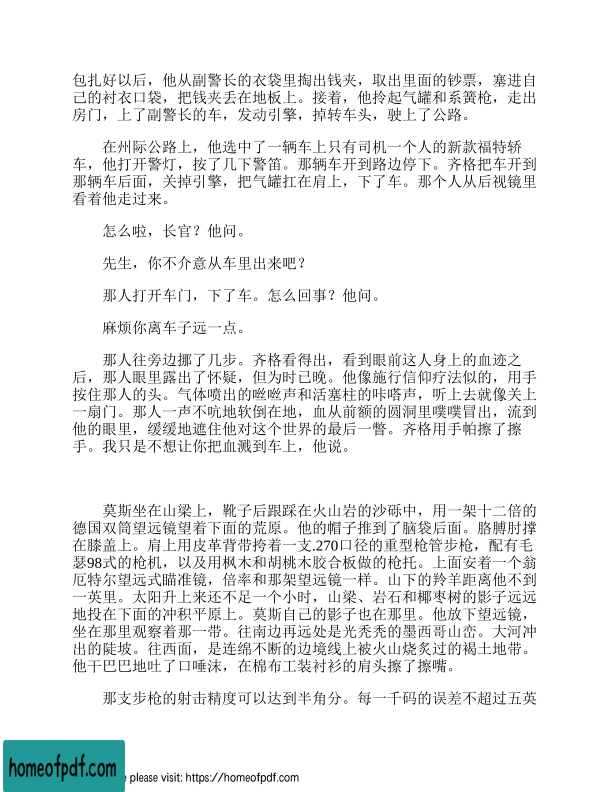 包扎好以后，他从副警长的衣袋里掏出钱夹，取出里面的钞票，塞进自
己的衬衣口袋，把钱夹丢在地板上。接着，他拎起气罐和系簧枪，走出
房门，上了副警长的车，发动引擎，掉转车头，驶上了公路。
在州际公路上，他选中了一辆车上只有司机一个人的新款福特轿
车，他打开警灯，按了几下警笛。那辆车开到路边停下。齐格把车开到
那辆车后面，关掉引擎，把气罐扛在肩上，下了车。那个人从后视镜里
看着他走过来。
怎么啦，长官？他问。
先生，你不介意从车里出来吧？
那人打开车门，下了车。怎么回事？他问。
麻烦你离车子远一点。
那人往旁边挪了几步。齐格看得出，看到眼前这人身上的血迹之
后，那人眼里露出了怀疑，但为时已晚。他像施行信仰疗法似的，用手
按住那人的头。气体喷出的咝咝声和活塞柱的咔嗒声，听上去就像关上
一扇门。那人一声不吭地软倒在地，血从前额的圆洞里噗噗冒出，流到
他的眼里，缓缓地遮住他对这个世界的最后一瞥。齐格用手帕擦了擦
手。我只是不想让你把血溅到车上，他说。
莫斯坐在山梁上，靴子后跟踩在火山岩的沙砾中，用一架十二倍的
德国双筒望远镜望着下面的荒原。他的帽子推到了脑袋后面。胳膊肘撑
在膝盖上。肩上用皮革背带挎着一支.270口径的重型枪管步枪，配有毛
瑟98式的枪机，以及用枫木和胡桃木胶合板做的枪托。上面安着一个翁
厄特尔望远式瞄准镜，倍率和那架望远镜一样。山下的羚羊距离他不到
一英里。太阳升上来还不足一个小时，山梁、岩石和椰枣树的影子远远
地投在下面的冲积平原上。莫斯自己的影子也在那里。他放下望远镜，
坐在那里观察着那一带。往南边再远处是光秃秃的墨西哥山峦。大河冲
出的陡坡。往西面，是连绵不断的边境线上被火山烧炙过的褐土地带。
他干巴巴地吐了口唾沫，在棉布工装衬衫的肩头擦了擦嘴。
那支步枪的射击精度可以达到半角分。每一千码的误差不超过五英
homeofpdf.com
e please visit: https://homeofpdf.com